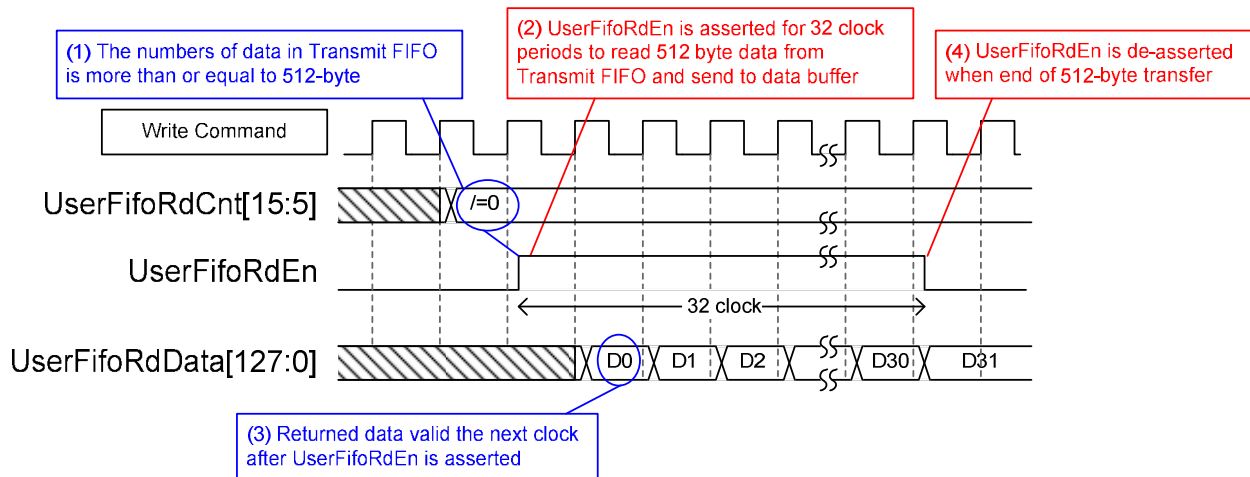 (1) The numbers of data in Transmit FIFO
is more than or equal to 512-byte
(2) UserFifoRdEn is asserted for 32 clock
periods to read 512 byte data from
Transmit FIFO and send to data buffer
(4) UserFifoRdEn is de-asserted
when end of 512-byte transfer
Write Command
UserFifoRdCnt[15:5]
/=0
UserFifoRdEn
32 clock
UserFifoRdData[127:0]
D0
D1
D2
D30
D31
(3) Returned data valid the next clock
after UserFifoRdEn is asserted